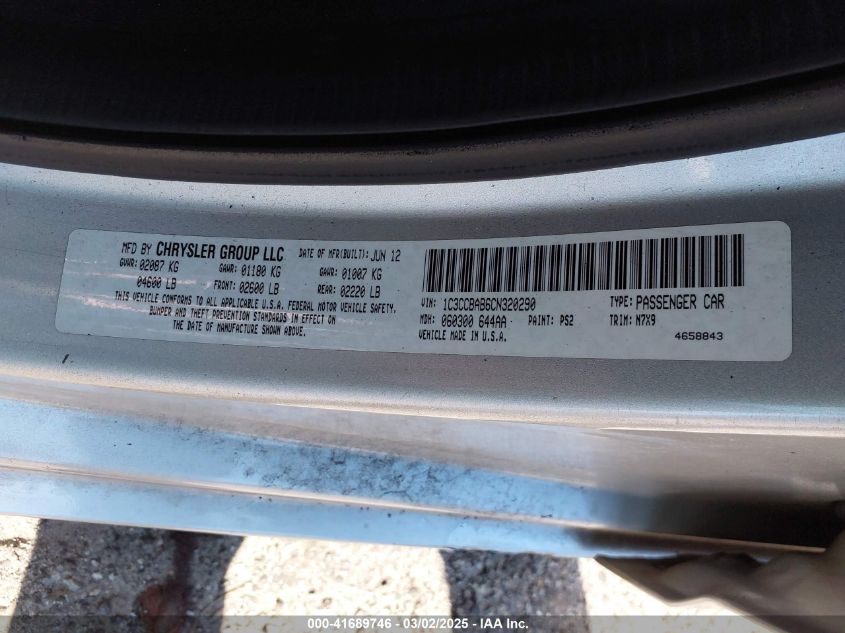 MFD BY CHRYSLER GROUP LLC DATE OF MFR(BUILT): JUN 12
GVWR: 02087 KG GAWR: 01180 KG GAWR: 01007 KG
04600 LB FRONT: 02600 LB REAR: 02220 LB
THIS VEHICLE CONFORMS TO ALL APPLICABLE U.S.A. FEDERAL MOTOR VEHICLE SAFETY,
BUMPER AND THEFT PREVENTION STANDARDS IN EFFECT ON
THE DATE OF MANUFACTURE SHOWN ABOVE.
VIN: 1C3CCBAB6CN320290 TYPE: PASSENGER CAR
MDH: 060300 644AA PAINT: PS2 TRIM: N7X9
VEHICLE MADE IN U.S.A. 4658843
000-41689746 - 03/02/2025 - IAA Inc.